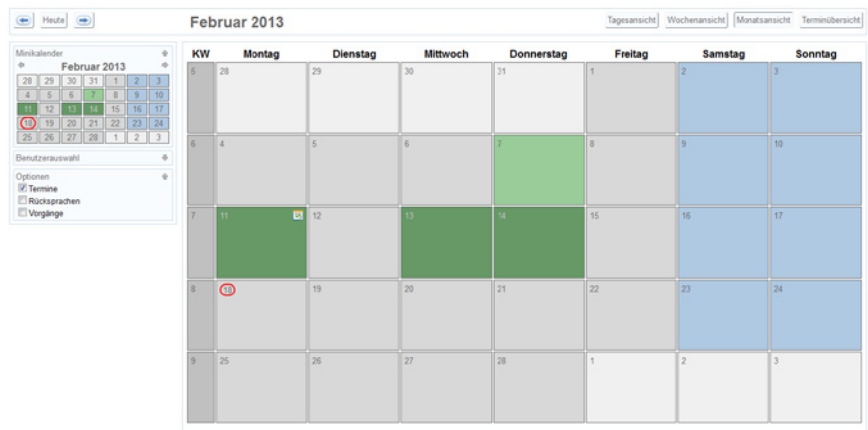 Heute
Februar 2013
Tagesansicht Wochenansicht Monatsansicht Terminübersicht
Minikalender
Februar 2013
28 29 30 31 1 2 3
4 5 6 7 8 9 10
11 12 13 14 15 16 17
18 19 20 21 22 23 24
25 26 27 28 1 2 3
Benutzerauswahl
Optionen
Termine
Rücksprachen
Vorgänge
KW Montag Dienstag Mittwoch Donnerstag Freitag Samstag Sonntag
5 28 29 30 31 1 2 3
6 4 5 6 7 8 9 10
7 11 12 13 14 15 16 17
8 18 19 20 21 22 23 24
9 25 26 27 28 1 2 3